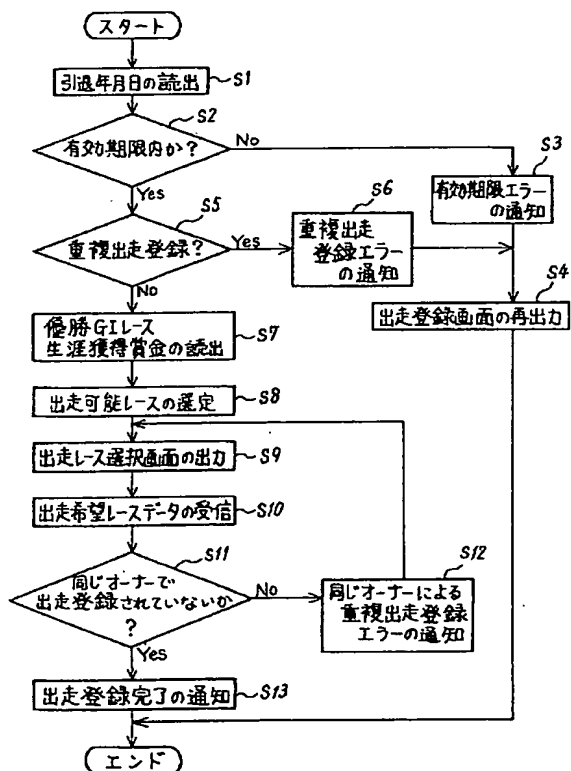 スタート
引退年月日の読出
S1
S2
有効期限内か?
No
Yes
S3
有効期限エラー
の通知
S5
重複出走登録?
Yes
No
S6
重複出走
登録エラー
の通知
S4
出走登録画面の再出力
優勝GIレース
生涯獲得賞金の読出
S7
出走可能レースの選定
S8
出走レース選択画面の出力
S9
出走希望レースデータの受信
S10
S11
同じオーナーで
出走登録されていないか
?
No
Yes
S12
同じオーナーによる
重複出走登録
エラーの通知
出走登録完了の通知
S13
エンド